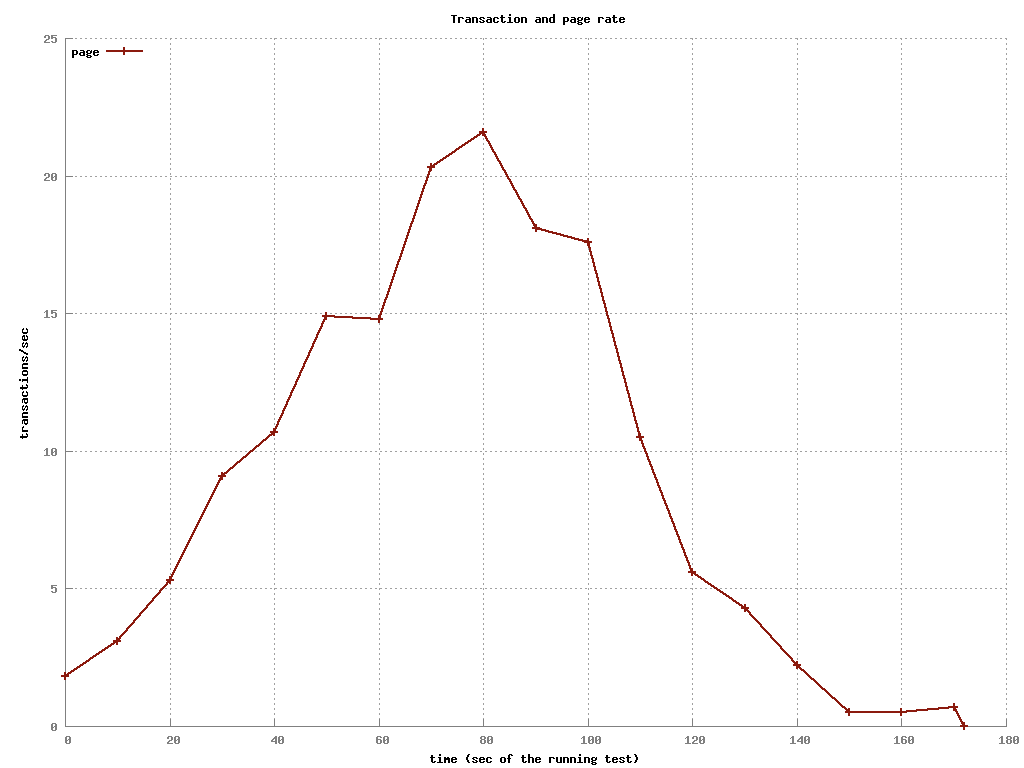 Transaction and page rate
25
page
20
15
transactions/sec
10
5
0
0 20 40 60 80 100 120 140 160 180
time (sec of the running test)